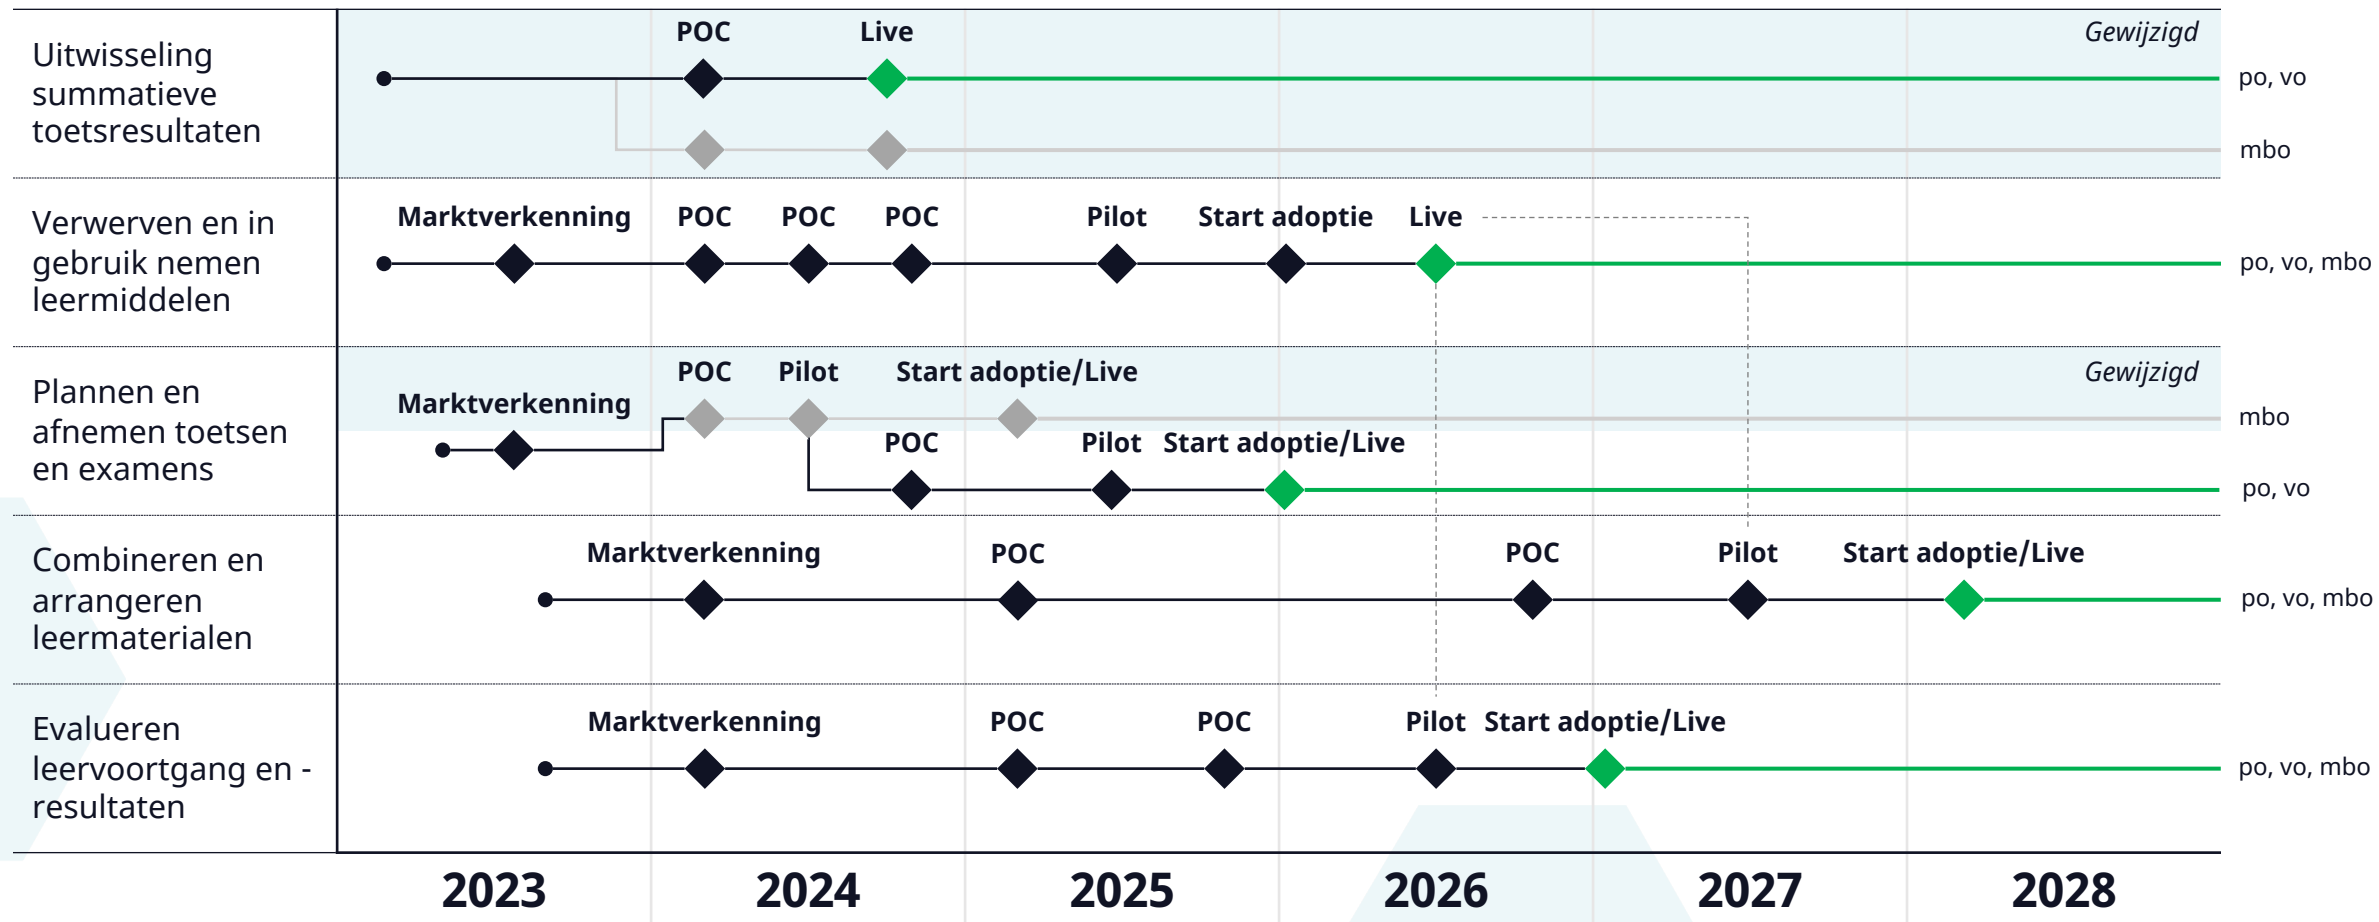 POC Live Gewijzigd
Uitwisseling
summatieve
toetsresultaten
po, vo
mbo
Marktverkenning POC POC POC Pilot Start adoptie Live
Verwerven en in
gebruik nemen
leermiddelen
po, vo, mbo
POC Pilot Start adoptie/Live Gewijzigd
Marktverkenning
Plannen en
afnemen toetsen
en examens
mbo
POC Pilot Start adoptie/Live
po, vo
Marktverkenning POC POC Pilot Start adoptie/Live
Combineren en
arrangeren
leermaterialen
po, vo, mbo
Marktverkenning POC POC Pilot Start adoptie/Live
Evalueren
leervoortgang en -
resultaten
po, vo, mbo
2023 2024 2025 2026 2027 2028